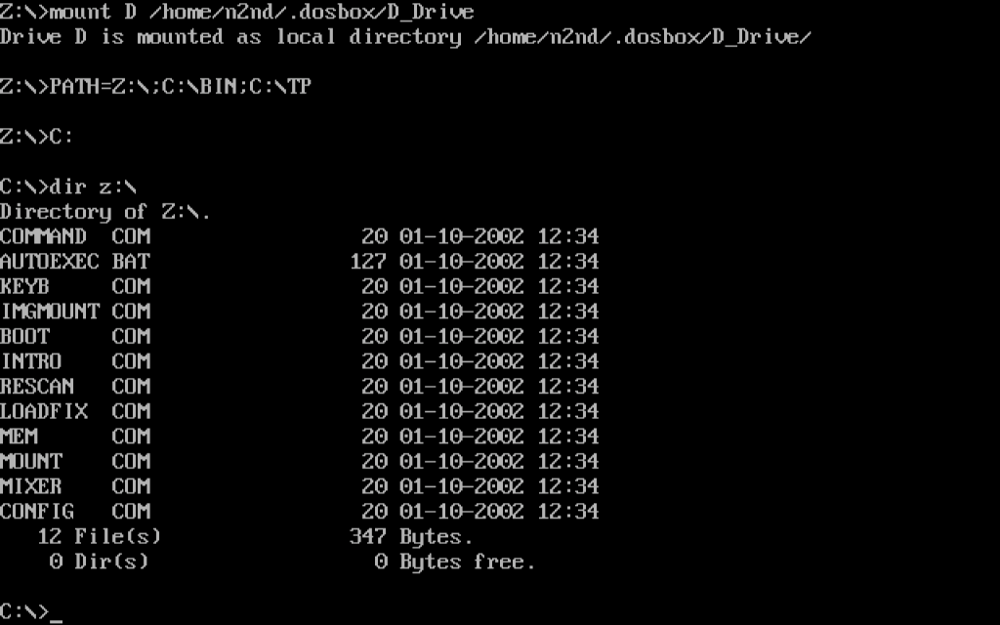 Z:\>mount D /home/n2nd/.dosbox/D_Drive
Drive D is mounted as local directory /home/n2nd/.dosbox/D_Drive/

Z:\>PATH=Z:\;C:\BIN;C:\TP

Z:\>C:

C:\>dir z:\
Directory of Z:\.
COMMAND  COM                 20 01-10-2002 12:34
AUTOEXEC BAT                127 01-10-2002 12:34
KEYB     COM                 20 01-10-2002 12:34
IMGMOUNT COM                 20 01-10-2002 12:34
BOOT     COM                 20 01-10-2002 12:34
INTRO    COM                 20 01-10-2002 12:34
RESCAN   COM                 20 01-10-2002 12:34
LOADFIX  COM                 20 01-10-2002 12:34
MEM      COM                 20 01-10-2002 12:34
MOUNT    COM                 20 01-10-2002 12:34
MIXER    COM                 20 01-10-2002 12:34
CONFIG   COM                 20 01-10-2002 12:34
   12 File(s)               347 Bytes.
    0 Dir(s)                  0 Bytes free.

C:\>_